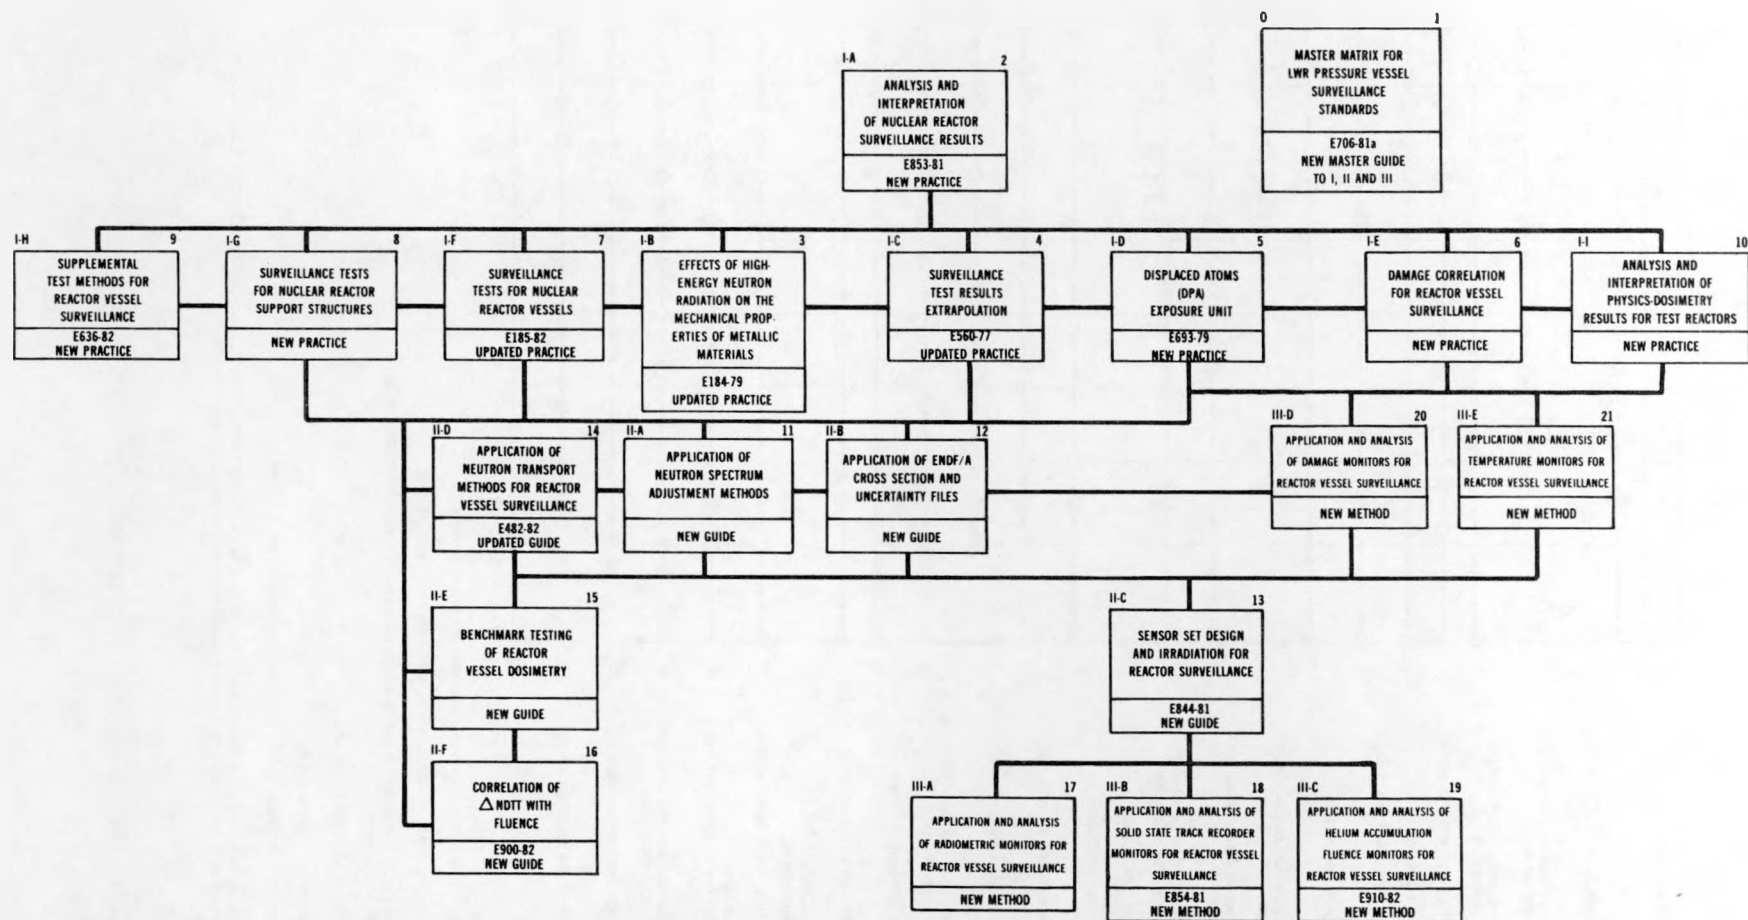 0 1
MASTER MATRIX FOR
LWR PRESSURE VESSEL
SURVEILLANCE
STANDARDS
E706-81a
NEW MASTER GUIDE
TO I, II AND III
I-A 2
ANALYSIS AND
INTERPRETATION
OF NUCLEAR REACTOR
SURVEILLANCE RESULTS
E853-81
NEW PRACTICE
I-H 9
SUPPLEMENTAL
TEST METHODS FOR
REACTOR VESSEL
SURVEILLANCE
E636-82
NEW PRACTICE
I-G 8
SURVEILLANCE TESTS
FOR NUCLEAR REACTOR
SUPPORT STRUCTURES
NEW PRACTICE
I-F 7
SURVEILLANCE
TESTS FOR NUCLEAR
REACTOR VESSELS
E185-82
UPDATED PRACTICE
I-B 3
EFFECTS OF HIGH-
ENERGY NEUTRON
RADIATION ON THE
MECHANICAL PROP-
ERTIES OF METALLIC
MATERIALS
E184-79
UPDATED PRACTICE
I-C 4
SURVEILLANCE
TEST RESULTS
EXTRAPOLATION
E560-77
UPDATED PRACTICE
I-D 5
DISPLACED ATOMS
(DPA)
EXPOSURE UNIT
E693-79
NEW PRACTICE
I-E 6
DAMAGE CORRELATION
FOR REACTOR VESSEL
SURVEILLANCE
NEW PRACTICE
I-I 10
ANALYSIS AND
INTERPRETATION OF
PHYSICS-DOSIMETRY
RESULTS FOR TEST REACTORS
NEW PRACTICE
II-D 14
APPLICATION OF
NEUTRON TRANSPORT
METHODS FOR REACTOR
VESSEL SURVEILLANCE
E482-82
UPDATED GUIDE
II-A 11
APPLICATION OF
NEUTRON SPECTRUM
ADJUSTMENT METHODS
NEW GUIDE
II-B 12
APPLICATION OF ENDF/A
CROSS SECTION AND
UNCERTAINTY FILES
NEW GUIDE
III-D 20
APPLICATION AND ANALYSIS
OF DAMAGE MONITORS FOR
REACTOR VESSEL SURVEILLANCE
NEW METHOD
III-E 21
APPLICATION AND ANALYSIS OF
TEMPERATURE MONITORS FOR
REACTOR VESSEL SURVEILLANCE
NEW METHOD
II-E 15
BENCHMARK TESTING
OF REACTOR
VESSEL DOSIMETRY
NEW GUIDE
II-C 13
SENSOR SET DESIGN
AND IRRADIATION FOR
REACTOR SURVEILLANCE
E844-81
NEW GUIDE
II-F 16
CORRELATION OF
△ NDTT WITH
FLUENCE
E900-82
NEW GUIDE
III-A 17
APPLICATION AND ANALYSIS
OF RADIOMETRIC MONITORS FOR
REACTOR VESSEL SURVEILLANCE
NEW METHOD
III-B 18
APPLICATION AND ANALYSIS OF
SOLID STATE TRACK RECORDER
MONITORS FOR REACTOR VESSEL
SURVEILLANCE
E854-81
NEW METHOD
III-C 19
APPLICATION AND ANALYSIS OF
HELIUM ACCUMULATION
FLUENCE MONITORS FOR
REACTOR VESSEL SURVEILLANCE
E910-82
NEW METHOD